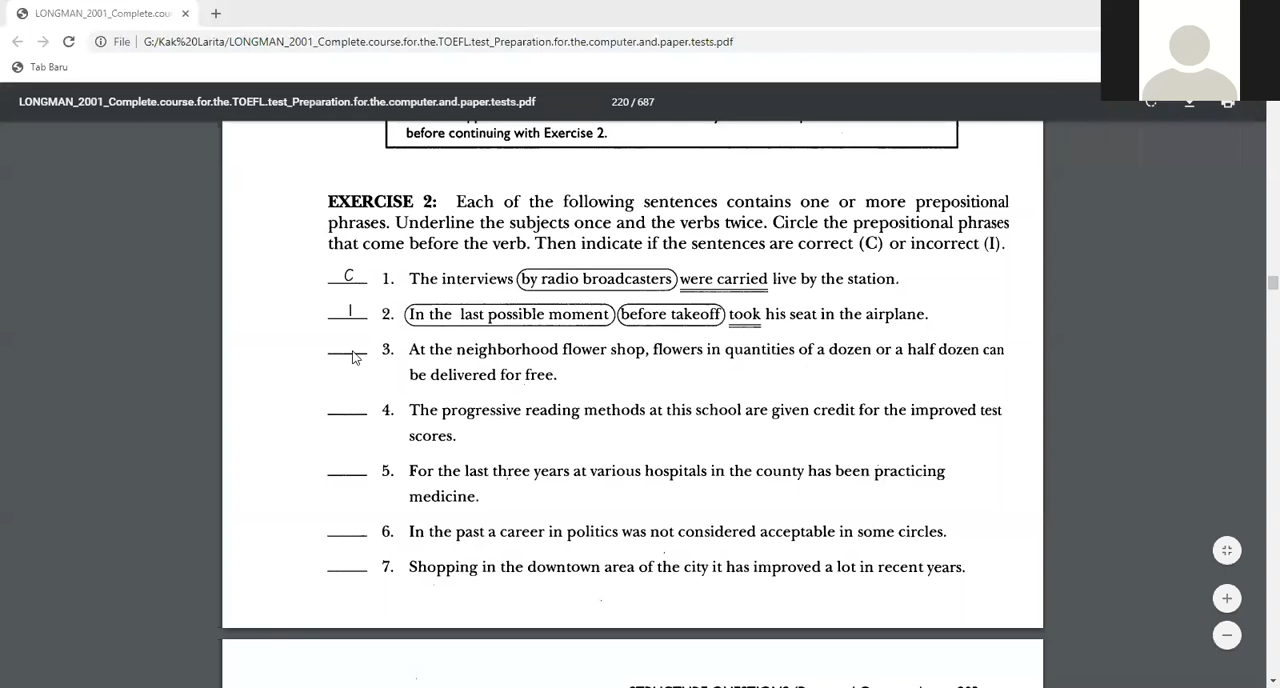 LONGMAN_2001_Complete.cou
File G:/Kak%20Larita/LONGMAN_2001_Complete.course.for.the.TOEFL.test_Preparation.for.the.computer.and.paper.tests.pdf
Tab Baru
LONGMAN_2001_Complete.course.for.the.TOEFL.test_Preparation.for.the.computer.and.paper.tests.pdf 220 / 687
before continuing with Exercise 2.
EXERCISE 2: Each of the following sentences contains one or more prepositional
phrases. Underline the subjects once and the verbs twice. Circle the prepositional phrases
that come before the verb. Then indicate if the sentences are correct (C) or incorrect (I).
C 1. The interviews by radio broadcasters were carried live by the station.
I 2. In the last possible moment before takeoff took his seat in the airplane.
3. At the neighborhood flower shop, flowers in quantities of a dozen or a half dozen can
be delivered for free.
4. The progressive reading methods at this school are given credit for the improved test
scores.
5. For the last three years at various hospitals in the county has been practicing
medicine.
6. In the past a career in politics was not considered acceptable in some circles.
7. Shopping in the downtown area of the city it has improved a lot in recent years.